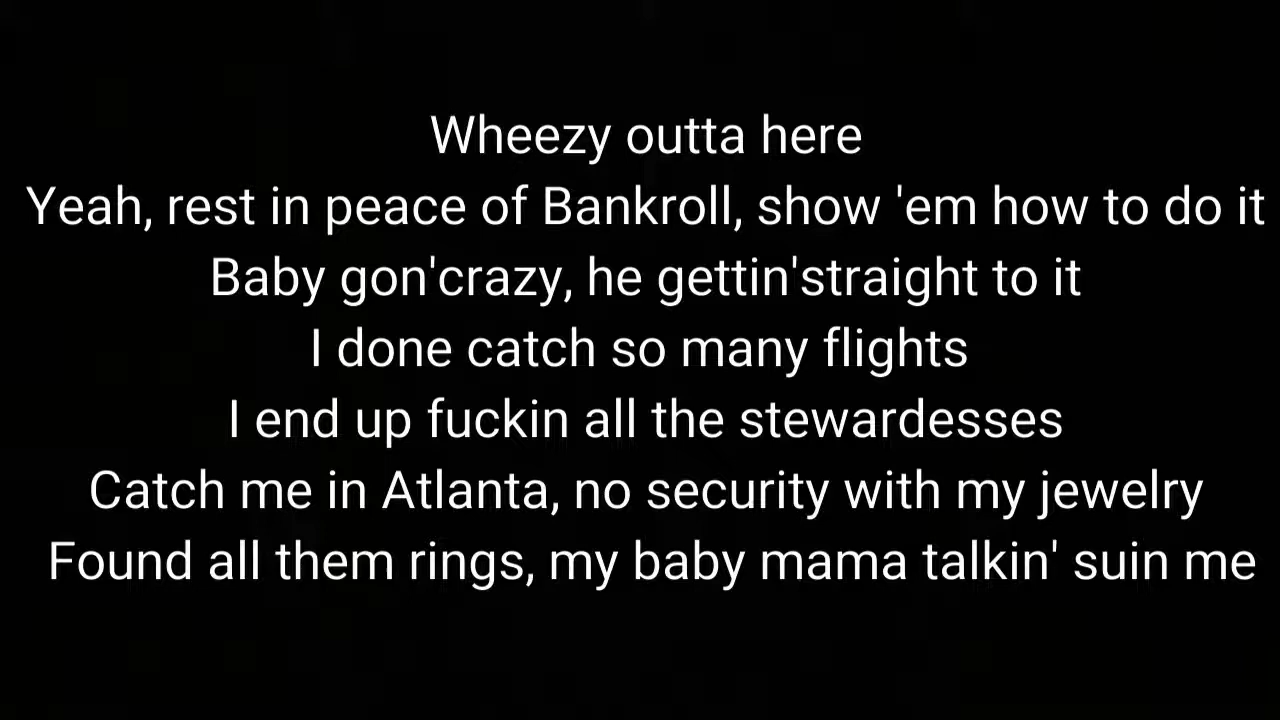 Wheezy outta here
Yeah, rest in peace of Bankroll, show 'em how to do it
Baby gon'crazy, he gettin'straight to it
I done catch so many flights
I end up fuckin all the stewardesses
Catch me in Atlanta, no security with my jewelry
Found all them rings, my baby mama talkin' suin me